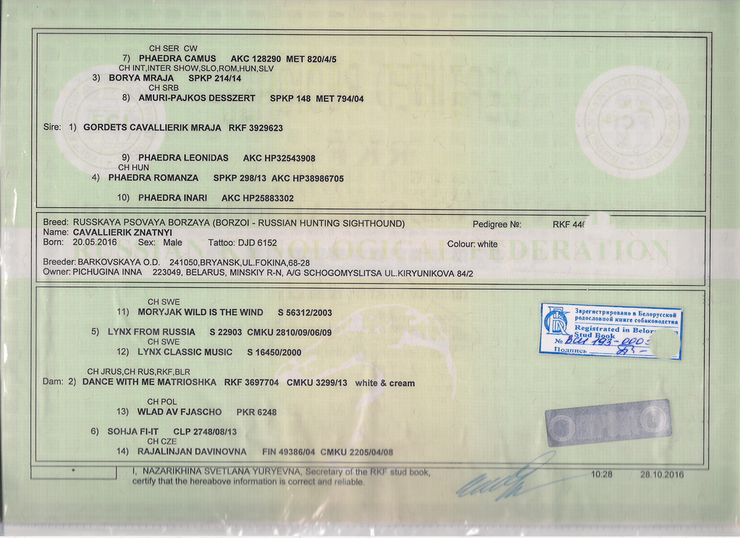 CH SER CW
7) PHAEDRA CAMUS AKC 128290 MET 820/4/5
CH INT,INTER SHOW,SLO,ROM,HUN,SLV
3) BORYA MRAJA SPKP 214/14
CH SRB
8) AMURI-PAJKOS DESSZERT SPKP 148 MET 794/04
Sire: 1) GORDETS CAVALLIERIK MRAJA RKF 3929623
9) PHAEDRA LEONIDAS AKC HP32543908
CH HUN
4) PHAEDRA ROMANZA SPKP 298/13 AKC HP38986705
10) PHAEDRA INARI AKC HP25883302
Breed: RUSSKAYA PSOVAYA BORZAYA (BORZOI - RUSSIAN HUNTING SIGHTHOUND) Pedigree №: RKF 44
Name: CAVALLIERIK ZNATNYI
Born: 20.05.2016 Sex: Male Tattoo: DJD 6152 Colour: white
Breeder: BARKOVSKAYA O.D. 241050,BRYANSK,UL.FOKINA,68-28
Owner: PICHUGINA INNA 223049, BELARUS, MINSKIY R-N, A/G SCHOGOMYSLITSA UL.KIRYUNIKOVA 84/2
CH SWE
11) MORYJAK WILD IS THE WIND S 56312/2003
5) LYNX FROM RUSSIA S 22903 CMKU 2810/09/06/09
CH SWE
12) LYNX CLASSIC MUSIC S 16450/2000
CH JRUS,CH RUS,RKF,BLR
Dam: 2) DANCE WITH ME MATRIOSHKA RKF 3697704 CMKU 3299/13 white & cream
CH POL
13) WLAD AV FJASCHO PKR 6248
6) SOHJA FI-IT CLP 2748/08/13
CH CZE
14) RAJALINJAN DAVINOVNA FIN 49386/04 CMKU 2205/04/08
Зарегистрировано в Белорусской
родословной книге собаководства
Registered in
Stud Book
№
Подпись
* I, NAZARIKHINA SVETLANA YURYEVNA, Secretary of the RKF stud book,
certify that the hereabove information is correct and reliable.
10:28 28.10.2016